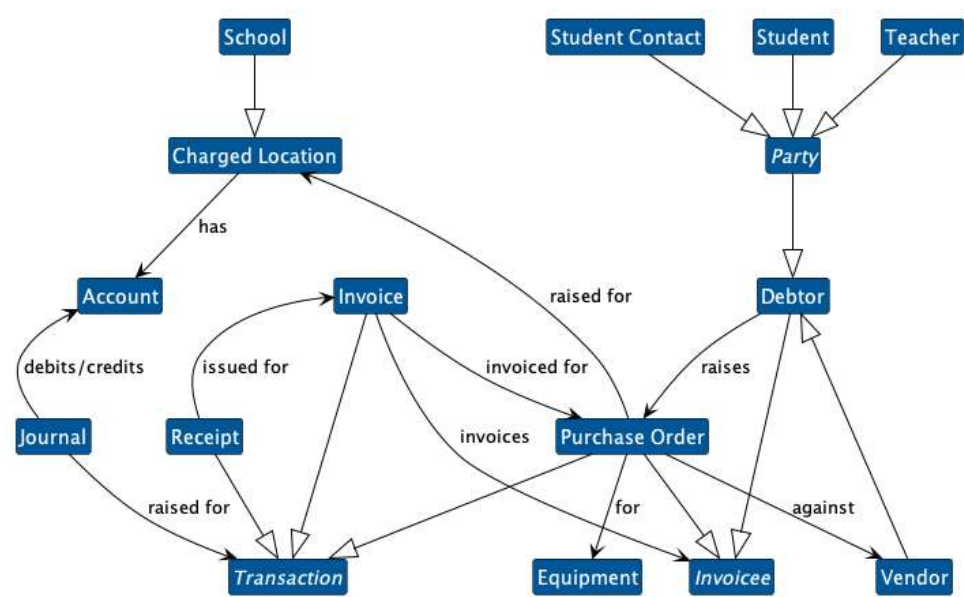 School
Student Contact
Student
Teacher
Charged Location
Party
has
Account
Invoice
raised for
Debtor
debits/credits
issued for
invoiced for
raises
Journal
Receipt
invoices
Purchase Order
raised for
for
against
Transaction
Equipment
Invoicee
Vendor